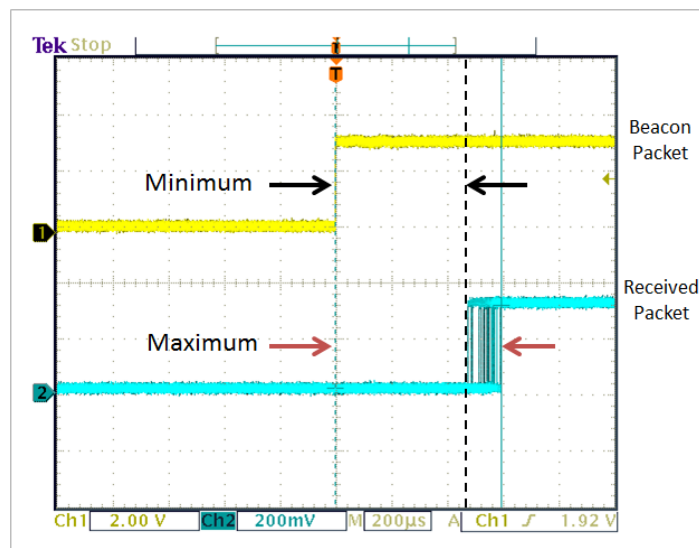 Tek Stop
T
T
Beacon
Packet
Minimum
1
Received
Packet
Maximum
2
Ch1 2.00 V Ch2 200mV M 200µs A Ch1 ʃ 1.92 V